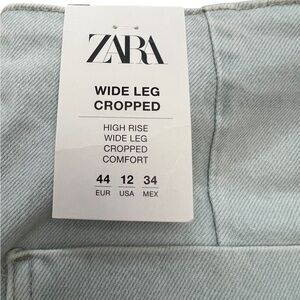 ZARA
WIDE LEG
CROPPED
HIGH RISE
WIDE LEG
CROPPED
COMFORT
44 12 34
EUR USA MEX